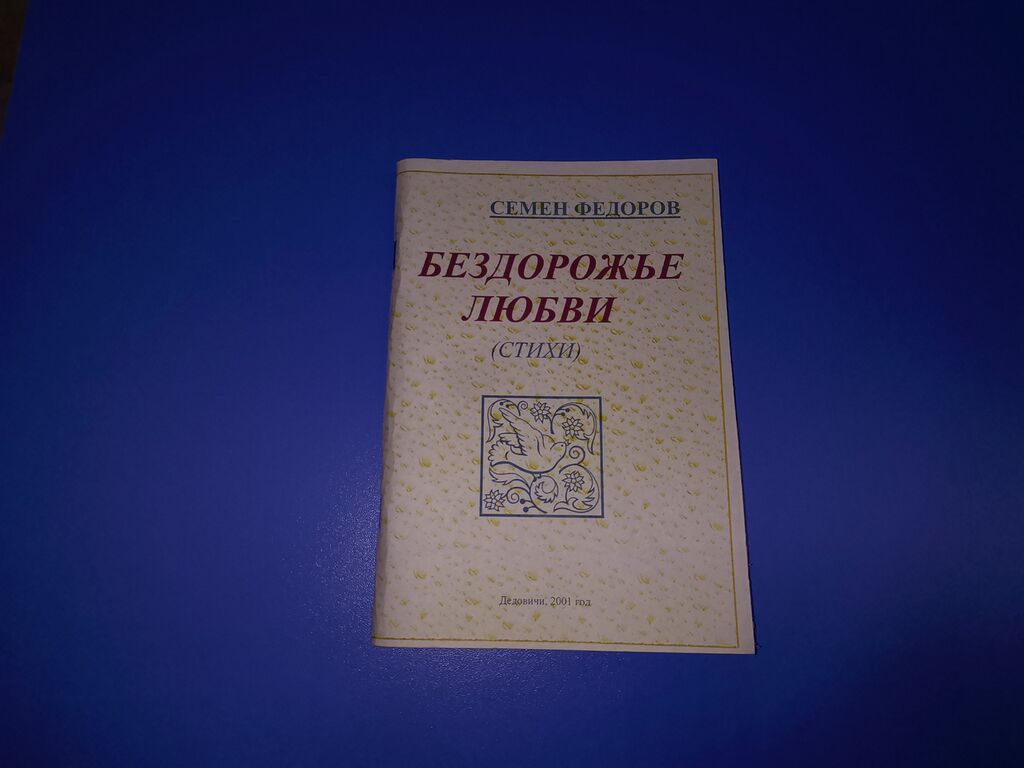 СЕМЕН ФЕДОРОВ
БЕЗДОРОЖЬЕ
ЛЮБВИ
(СТИХИ)
Дедовичи, 2001 год